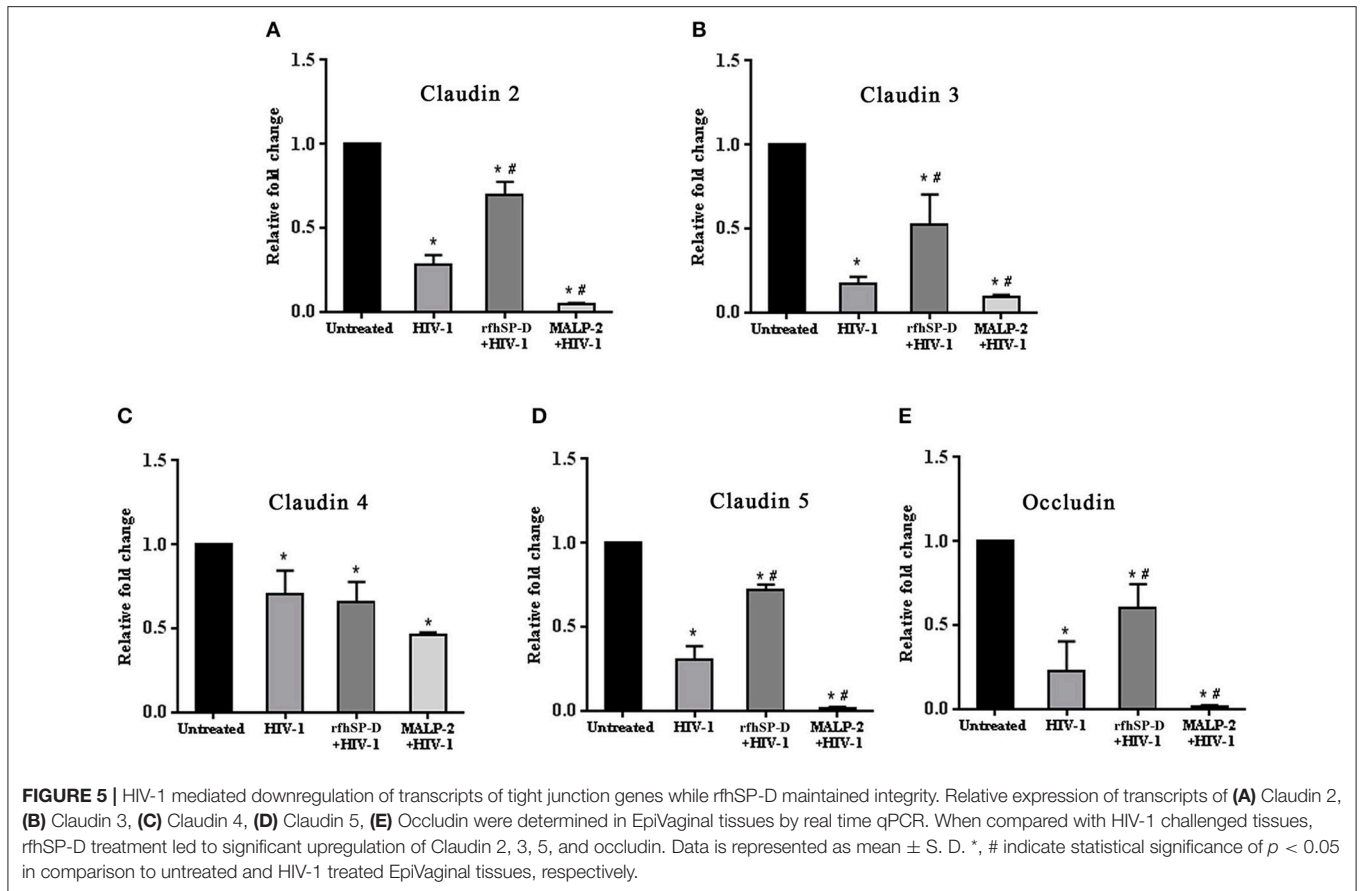 A
1.5
1.0
0.5
0.0
Relative fold change
Claudin 2
*
* #
* #
Untreated
HIV-1
rfhSP-D
+HIV-1
MALP-2
+HIV-1
B
1.5
1.0
0.5
0.0
Relative fold change
Claudin 3
*
* #
* #
Untreated
HIV-1
rfhSP-D
+HIV-1
MALP-2
+HIV-1
C
1.5
1.0
0.5
0.0
Relative fold change
Claudin 4
*
*
*
Untreated
HIV-1
rfhSP-D
+HIV-1
MALP-2
+HIV-1
D
1.5
1.0
0.5
0.0
Relative fold change
Claudin 5
*
* #
* #
Untreated
HIV-1
rfhSP-D
+HIV-1
MALP-2
+HIV-1
E
1.5
1.0
0.5
0.0
Relative fold change
Occludin
*
* #
* #
Untreated
HIV-1
rfhSP-D
+HIV-1
MALP-2
+HIV-1
FIGURE 5 | HIV-1 mediated downregulation of transcripts of tight junction genes while rfhSP-D maintained integrity. Relative expression of transcripts of (A) Claudin 2,
(B) Claudin 3, (C) Claudin 4, (D) Claudin 5, (E) Occludin were determined in EpiVaginal tissues by real time qPCR. When compared with HIV-1 challenged tissues,
rfhSP-D treatment led to significant upregulation of Claudin 2, 3, 5, and occludin. Data is represented as mean ± S. D. *, # indicate statistical significance of p < 0.05
in comparison to untreated and HIV-1 treated EpiVaginal tissues, respectively.